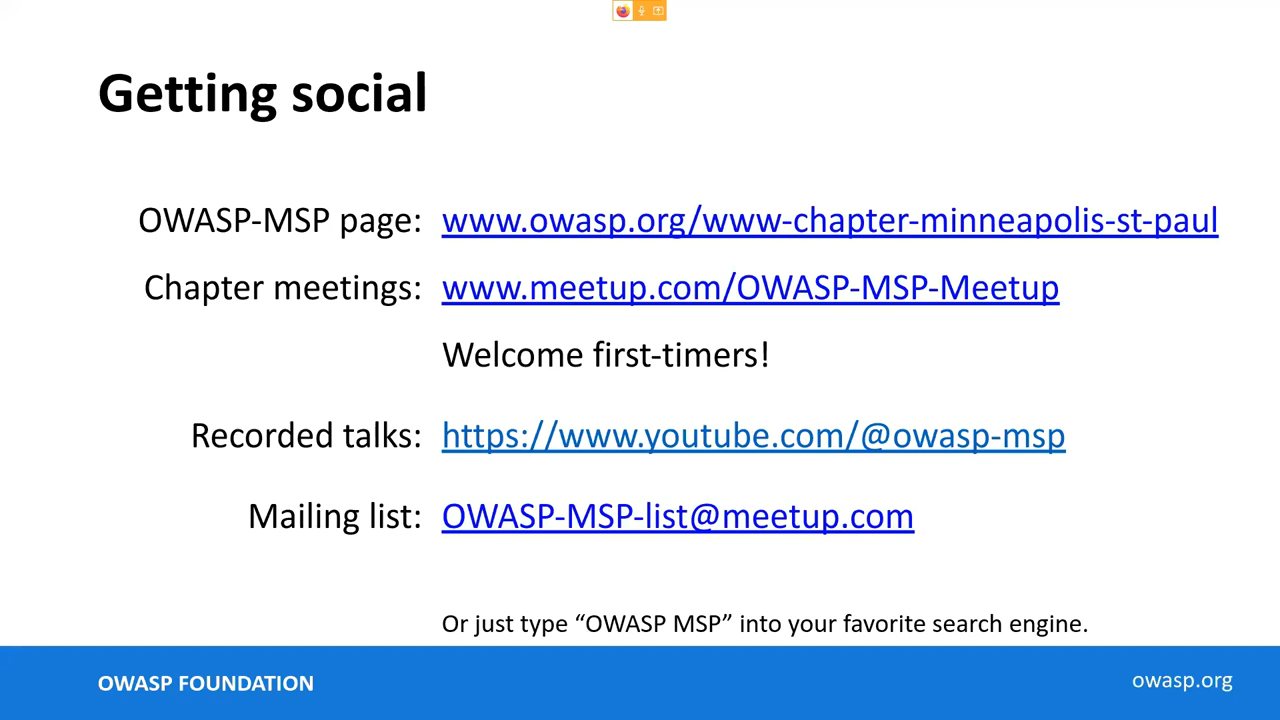 Getting social
OWASP-MSP page: www.owasp.org/www-chapter-minneapolis-st-paul
Chapter meetings: www.meetup.com/OWASP-MSP-Meetup
Welcome first-timers!
Recorded talks: https://www.youtube.com/@owasp-msp
Mailing list: OWASP-MSP-list@meetup.com
Or just type “OWASP MSP” into your favorite search engine.
OWASP FOUNDATION owasp.org